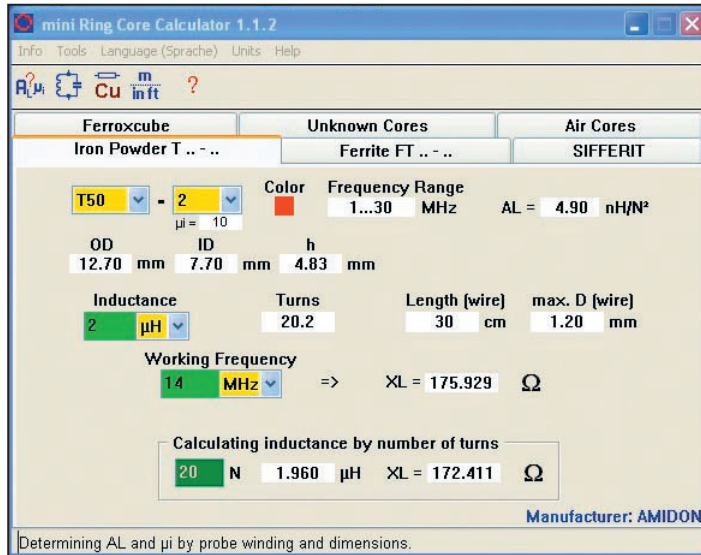 mini Ring Core Calculator 1.1.2
Info Tools Language (Sprache) Units Help
AL?µi Cu m/in ft ?
Ferroxcube Unknown Cores Air Cores
Iron Powder T .. - .. Ferrite FT .. - .. SIFFERIT
Color Frequency Range
T50 - 2 1...30 MHz AL = 4.90 nH/N²
µi = 10
OD ID h
12.70 mm 7.70 mm 4.83 mm
Inductance Turns Length (wire) max. D (wire)
2 µH 20.2 30 cm 1.20 mm
Working Frequency
14 MHz => XL = 175.929 Ω
Calculating inductance by number of turns
20 N 1.960 µH XL = 172.411 Ω
Manufacturer: AMIDON
Determining AL and µi by probe winding and dimensions.